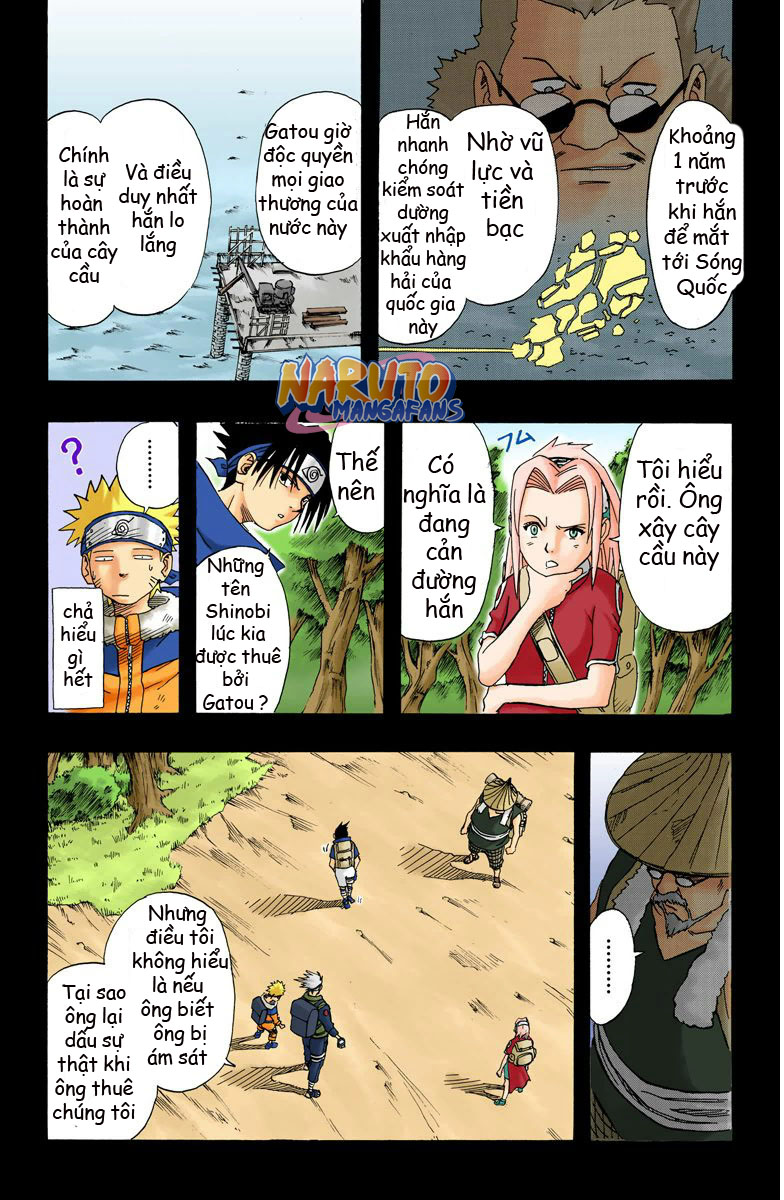 Khoảng
1 năm
trước
khi hắn
để mắt
tới Sóng
Quốc
Nhờ vũ
lực và
tiền
bạc
Hắn
nhanh
chóng
kiểm soát
dường
xuất nhập
khẩu hàng
hải của
quốc gia
này
Gatou giờ
độc quyền
mọi giao
thương của
nước này
Và điều
duy nhất
hắn lo
lắng
Chính
là sự
hoàn
thành
của cây
cầu
NARUTO
MANGAFANS
フム
Tôi hiểu
rồi. Ông
xây cây
cầu này
Có
nghĩa là
đang
cản
đường
hắn
Thế
nên
Những
tên
Shinobi
lúc kia
được thuê
bởi
Gatou ?
?
.........
chả
hiểu
gì
hết
.........
Nhưng
điều tôi
không hiểu
là nếu
ông biết
ông bị
ám sát
Tại sao
ông lại
dấu sự
thật khi
ông thuê
chúng tôi